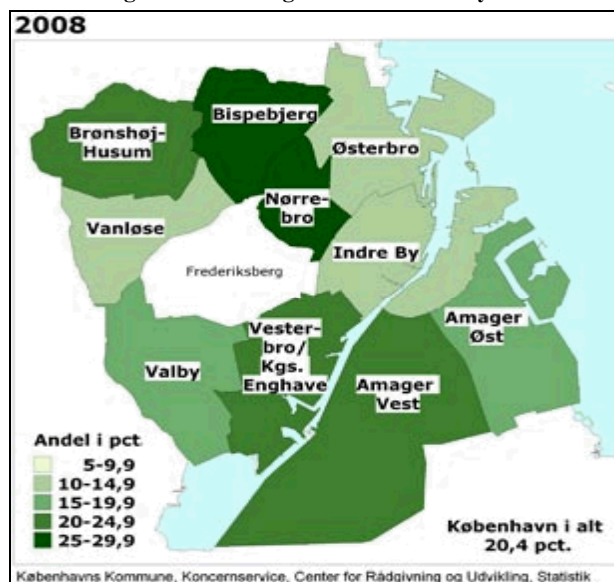 2008
Bispebjerg
Brønshøj-
Husum
Østerbro
Nørre-
bro
Vanløse
Indre By
Frederiksberg
Amager
Øst
Vester-
bro/
Kgs.
Enghave
Valby
Amager
Vest
Andel i pct
5-9,9
10-14,9
15-19,9
20-24,9
25-29,9
København i alt
20,4 pct.
Københavns Kommune, Koncernservice, Center for Rådgivning og Udvikling, Statistik